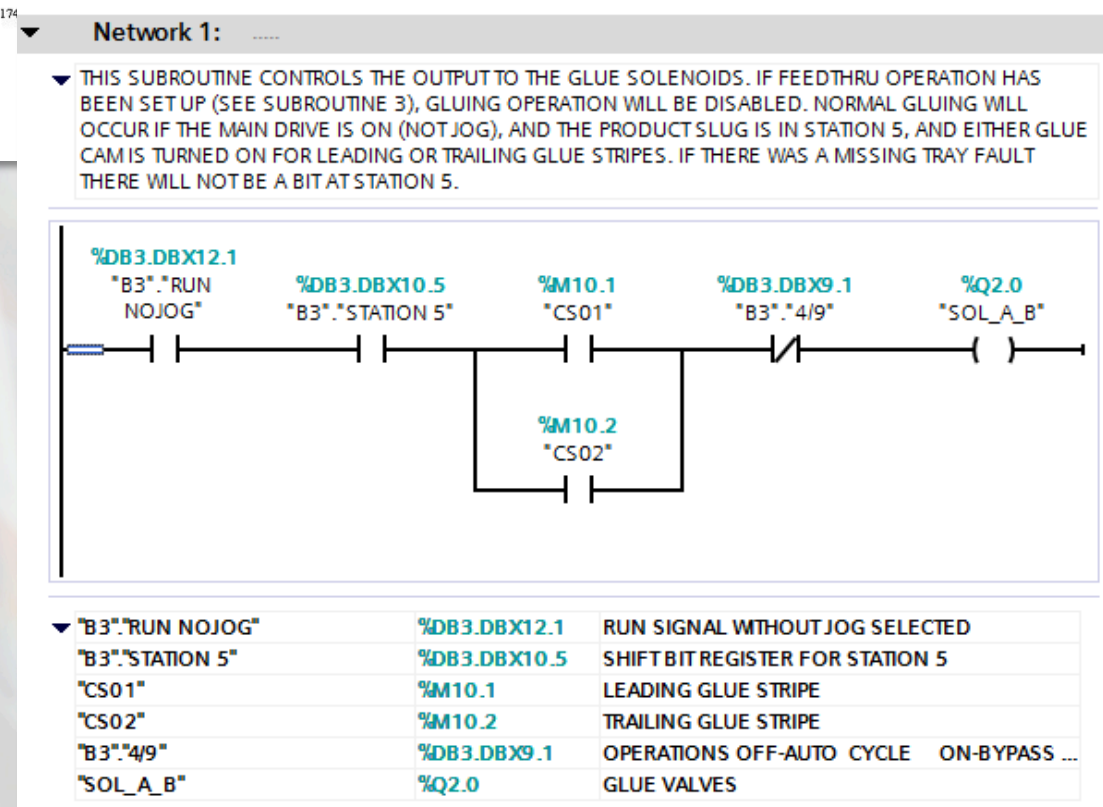 174
Network 1: .....
THIS SUBROUTINE CONTROLS THE OUTPUT TO THE GLUE SOLENOIDS. IF FEEDTHRU OPERATION HAS
BEEN SET UP (SEE SUBROUTINE 3), GLUING OPERATION WILL BE DISABLED. NORMAL GLUING WILL
OCCUR IF THE MAIN DRIVE IS ON (NOT JOG), AND THE PRODUCT SLUG IS IN STATION 5, AND EITHER GLUE
CAM IS TURNED ON FOR LEADING OR TRAILING GLUE STRIPES. IF THERE WAS A MISSING TRAY FAULT
THERE WILL NOT BE A BIT AT STATION 5.
%DB3.DBX12.1
"B3"."RUN
NOJOG"
%DB3.DBX10.5
"B3"."STATION 5"
%M10.1
"CS01"
%DB3.DBX9.1
"B3"."4/9"
%Q2.0
"SOL_A_B"
%M10.2
"CS02"
"B3"."RUN NOJOG" %DB3.DBX12.1 RUN SIGNAL WITHOUT JOG SELECTED
"B3"."STATION 5" %DB3.DBX10.5 SHIFT BIT REGISTER FOR STATION 5
"CS01" %M10.1 LEADING GLUE STRIPE
"CS02" %M10.2 TRAILING GLUE STRIPE
"B3"."4/9" %DB3.DBX9.1 OPERATIONS OFF-AUTO CYCLE ON-BYPASS ...
"SOL_A_B" %Q2.0 GLUE VALVES